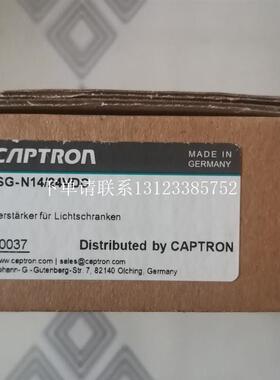 CAPTRON
MADE IN
GERMANY
SG-N14/24VDC
下单请联系13123385752
erstärker für Lichtschranken
0037
Distributed by CAPTRON
ptron.com | sales@captron.com
ohann-G-Gutenberg-Str. 7, 82140 Olching, Germany